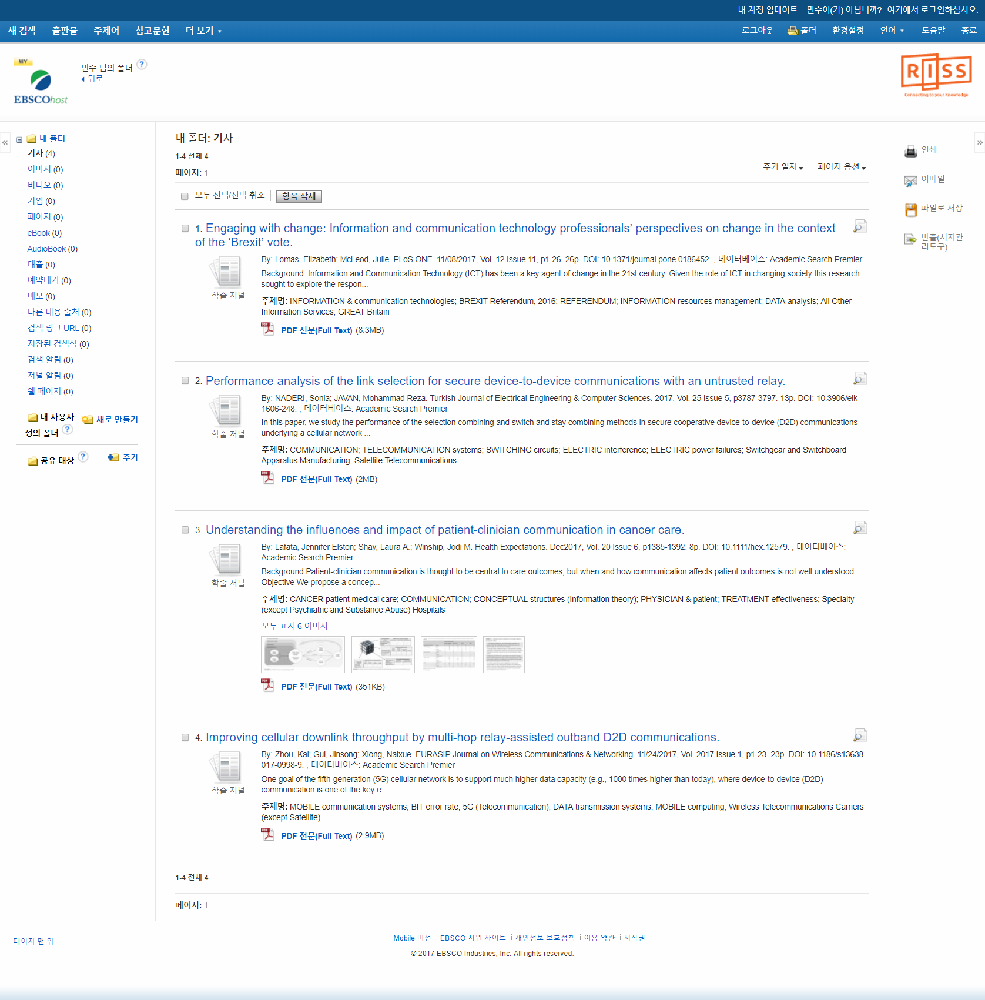 내 계정 업데이트 민수이(가) 아닙니까? 여기에서 로그인하십시오.
새 검색 출판물 주제어 참고문헌 더 보기
로그아웃 폴더 환경설정 언어 도움말 종료
MY
EBSCOhost
민수 님의 폴더 ?
뒤로
RISS
Connecting to your Knowledge
«
내 폴더
기사 (4)
이미지 (0)
비디오 (0)
기업 (0)
페이지 (0)
eBook (0)
AudioBook (0)
대출 (0)
예약대기 (0)
메모 (0)
다른 내용 출처 (0)
검색 링크 URL (0)
저장된 검색식 (0)
검색 알림 (0)
저널 알림 (0)
웹 페이지 (0)
내 사용자
정의 폴더 ?
새로 만들기
공유 대상 ?
추가
내 폴더: 기사
1-4 전체 4
페이지: 1
추가 일자 페이지 옵션
모두 선택/선택 취소 항목 삭제
1. Engaging with change: Information and communication technology professionals’ perspectives on change in the context
of the ‘Brexit’ vote.
학술 저널
By: Lomas, Elizabeth; McLeod, Julie. PLoS ONE. 11/08/2017, Vol. 12 Issue 11, p1-26. 26p. DOI: 10.1371/journal.pone.0186452. , 데이터베이스: Academic Search Premier
Background: Information and Communication Technology (ICT) has been a key agent of change in the 21st century. Given the role of ICT in changing society this research
sought to explore the respon...
주제명: INFORMATION & communication technologies; BREXIT Referendum, 2016; REFERENDUM; INFORMATION resources management; DATA analysis; All Other
Information Services; GREAT Britain
PDF 전문(Full Text) (8.3MB)
2. Performance analysis of the link selection for secure device-to-device communications with an untrusted relay.
학술 저널
By: NADERI, Sonia; JAVAN, Mohammad Reza. Turkish Journal of Electrical Engineering & Computer Sciences. 2017, Vol. 25 Issue 5, p3787-3797. 13p. DOI: 10.3906/elk-
1606-248. , 데이터베이스: Academic Search Premier
In this paper, we study the performance of the selection combining and switch and stay combining methods in secure cooperative device-to-device (D2D) communications
underlying a cellular network ...
주제명: COMMUNICATION; TELECOMMUNICATION systems; SWITCHING circuits; ELECTRIC interference; ELECTRIC power failures; Switchgear and Switchboard
Apparatus Manufacturing; Satellite Telecommunications
PDF 전문(Full Text) (2MB)
3. Understanding the influences and impact of patient-clinician communication in cancer care.
학술 저널
By: Lafata, Jennifer Elston; Shay, Laura A.; Winship, Jodi M. Health Expectations. Dec2017, Vol. 20 Issue 6, p1385-1392. 8p. DOI: 10.1111/hex.12579. , 데이터베이스:
Academic Search Premier
Background Patient-clinician communication is thought to be central to care outcomes, but when and how communication affects patient outcomes is not well understood.
Objective We propose a concep...
주제명: CANCER patient medical care; COMMUNICATION; CONCEPTUAL structures (Information theory); PHYSICIAN & patient; TREATMENT effectiveness; Specialty
(except Psychiatric and Substance Abuse) Hospitals
모두 표시 6 이미지
PDF 전문(Full Text) (351KB)
4. Improving cellular downlink throughput by multi-hop relay-assisted outband D2D communications.
학술 저널
By: Zhou, Kai; Gui, Jinsong; Xiong, Naixue. EURASIP Journal on Wireless Communications & Networking. 11/24/2017, Vol. 2017 Issue 1, p1-23. 23p. DOI: 10.1186/s13638-
017-0998-9. , 데이터베이스: Academic Search Premier
One goal of the fifth-generation (5G) cellular network is to support much higher data capacity (e.g., 1000 times higher than today), where device-to-device (D2D)
communication is one of the key e...
주제명: MOBILE communication systems; BIT error rate; 5G (Telecommunication); DATA transmission systems; MOBILE computing; Wireless Telecommunications Carriers
(except Satellite)
PDF 전문(Full Text) (2.9MB)
1-4 전체 4
페이지: 1
»
인쇄
이메일
파일로 저장
반출(서지관
리도구)
페이지 맨 위
Mobile 버전 EBSCO 지원 사이트 개인정보 보호정책 이용 약관 저작권
© 2017 EBSCO Industries, Inc. All rights reserved.